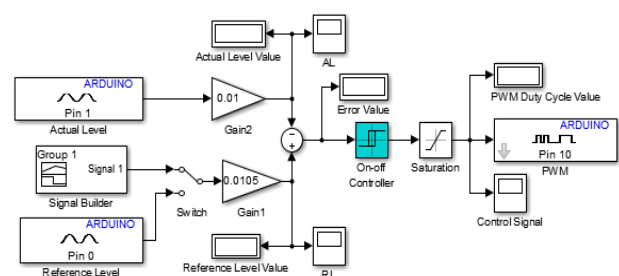 Actual Level Value
AL
ARDUINO
Pin 1
Actual Level
0.01
Gain2
Error Value
PWM Duty Cycle Value
ARDUINO
Pin 10
PWM
Group 1
Signal 1
Signal Builder
Switch
0.0105
Gain1
On-off
Controller
Saturation
Control Signal
ARDUINO
Pin 0
Reference Level
Reference Level Value
RL